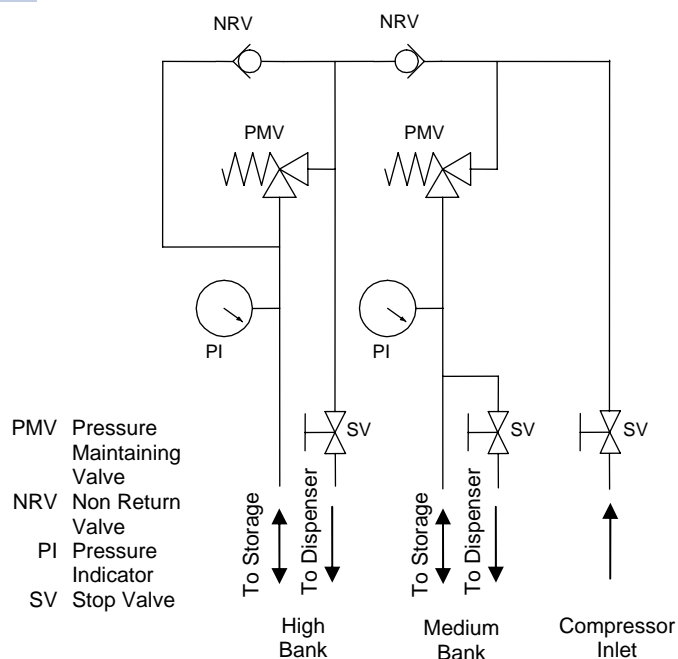 NRV
NRV
PMV
PMV
PI
PI
SV
SV
SV
PMV Pressure
Maintaining
Valve
NRV Non Return
Valve
PI Pressure
Indicator
SV Stop Valve
To Storage
To Dispenser
To Storage
To Dispenser
High
Bank
Medium
Bank
Compressor
Inlet